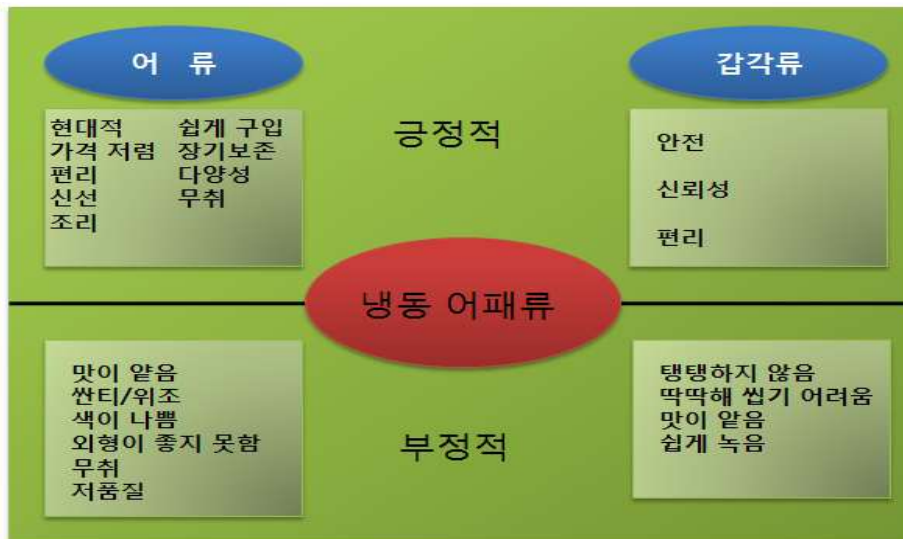 어 류
갑각류
긍정적
현대적 쉽게 구입
가격 저렴 장기보존
편리 다양성
신선 무취
조리
안전
신뢰성
편리
냉동 어패류
부정적
맛이 얕음
싼티/위조
색이 나쁨
외형이 좋지 못함
무취
저품질
탱탱하지 않음
딱딱해 씹기 어려움
맛이 얕음
쉽게 녹음